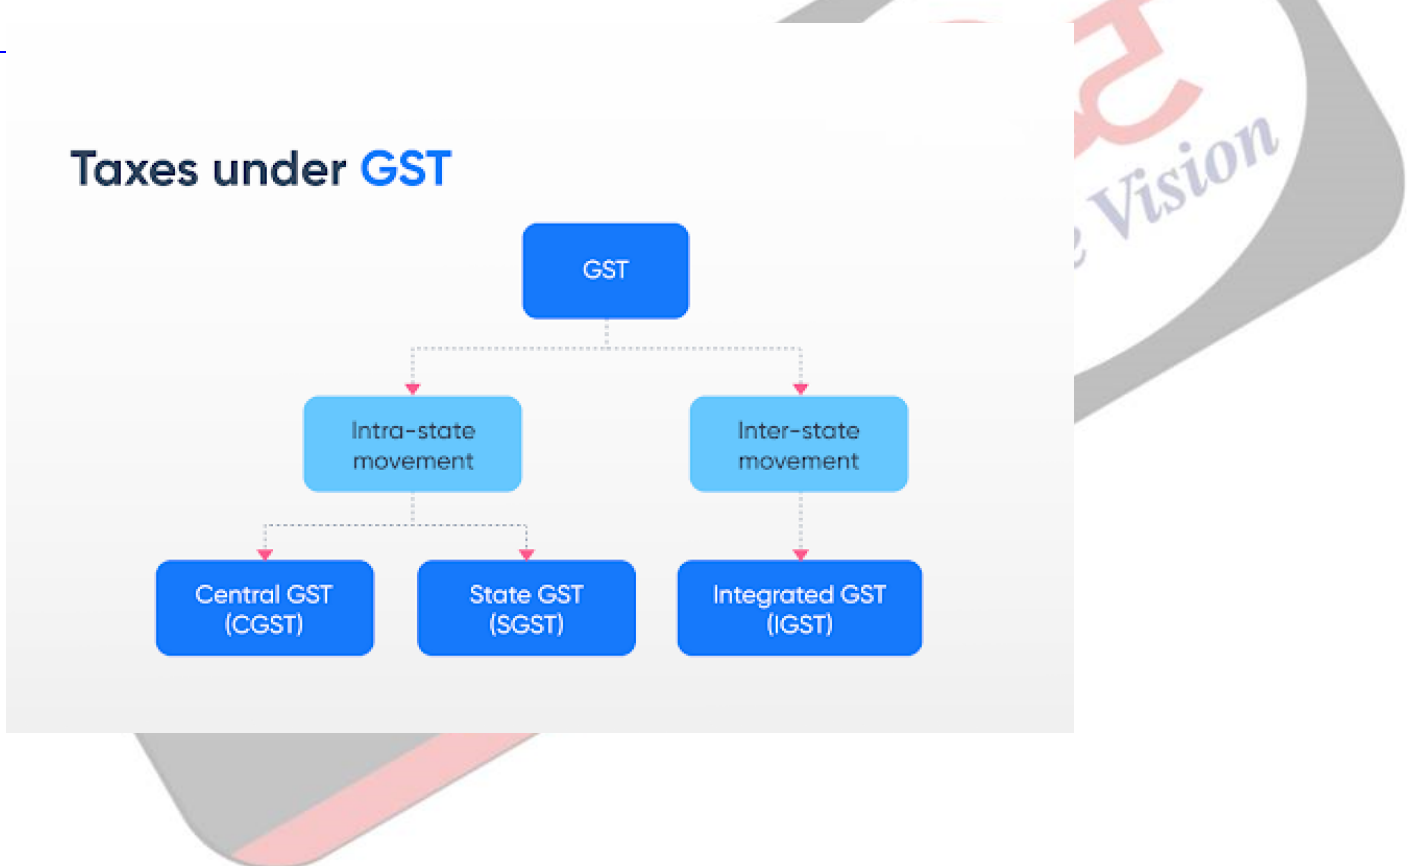 Taxes under GST
GST
Intra-state
movement
Inter-state
movement
Central GST
(CGST)
State GST
(SGST)
Integrated GST
(IGST)
Vision